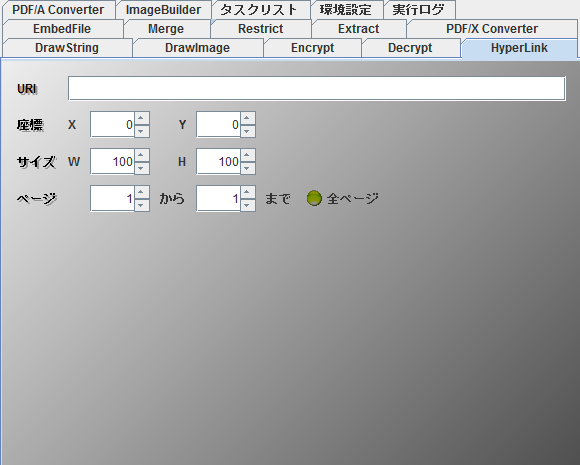 PDF/A Converter ImageBuilder タスクリスト 環境設定 実行ログ
EmbedFile Merge Restrict Extract PDF/X Converter
DrawString DrawImage Encrypt Decrypt HyperLink
URI
座標 X 0 Y 0
サイズ W 100 H 100
ページ 1 から 1 まで 全ページ